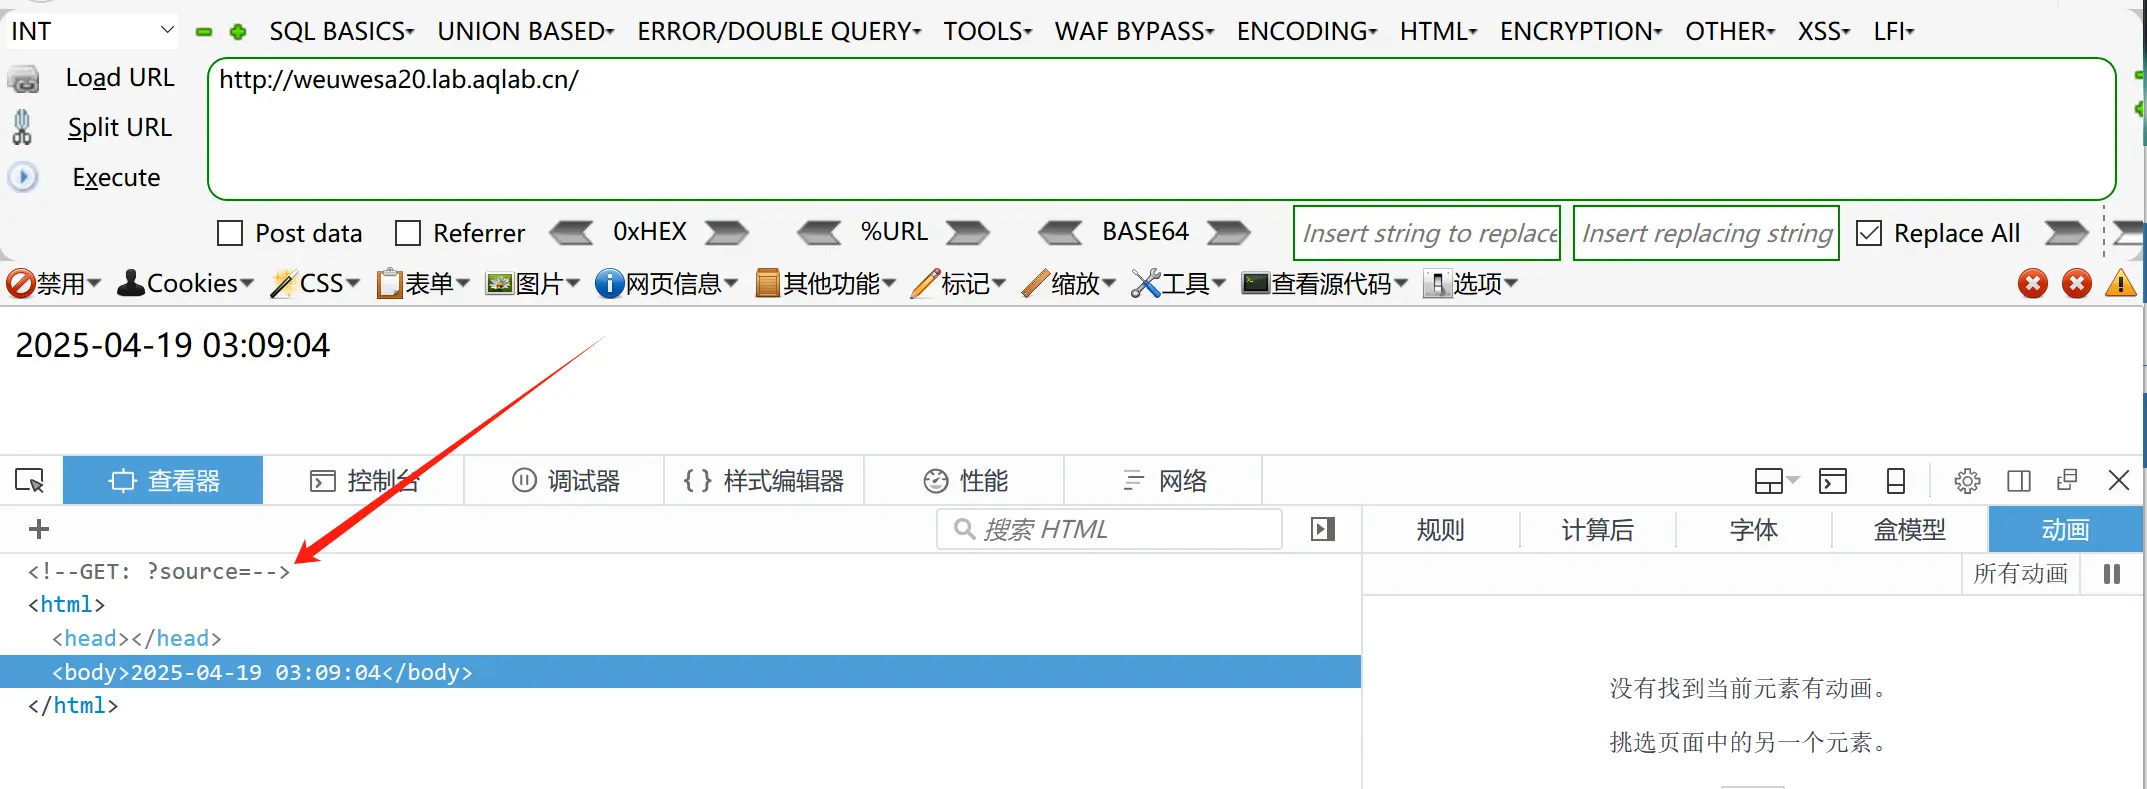 INT SQL BASICS UNION BASED ERROR/DOUBLE QUERY TOOLS WAF BYPASS ENCODING HTML ENCRYPTION OTHER XSS LFI
Load URL http://weuwesa20.lab.aqlab.cn/
Split URL
Execute
Post data Referrer 0xHEX %URL BASE64 Insert string to replace Insert replacing string Replace All
禁用 Cookies CSS 表单 图片 网页信息 其他功能 标记 缩放 工具 查看源代码 选项
2025-04-19 03:09:04
查看器 控制台 调试器 样式编辑器 性能 网络
搜索 HTML 规则 计算后 字体 盒模型 动画
<!--GET: ?source=--> 所有动画
<html>
<head></head>
<body>2025-04-19 03:09:04</body>
</html>
没有找到当前元素有动画。
挑选页面中的另一个元素。